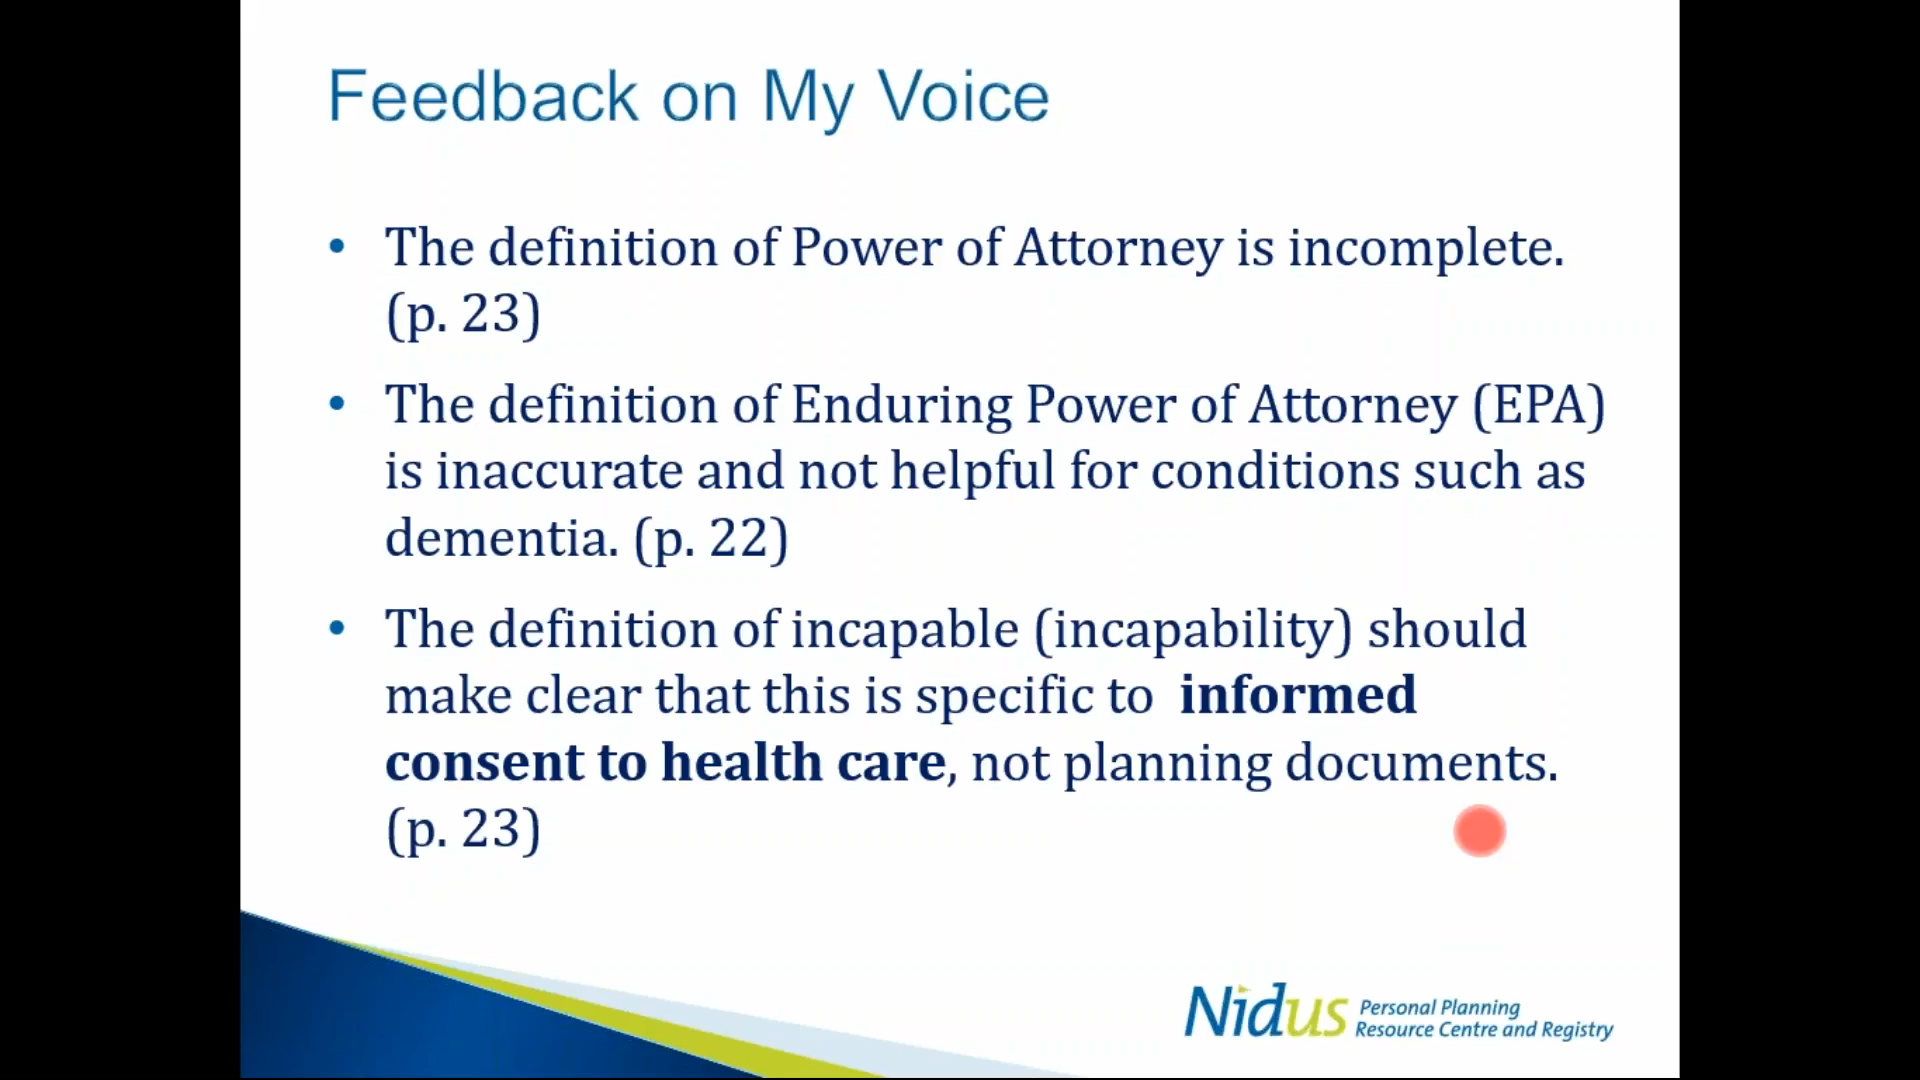 Feedback on My Voice
• The definition of Power of Attorney is incomplete.
(p. 23)
• The definition of Enduring Power of Attorney (EPA)
is inaccurate and not helpful for conditions such as
dementia. (p. 22)
• The definition of incapable (incapability) should
make clear that this is specific to informed
consent to health care, not planning documents.
(p. 23)
Nidus Personal Planning
Resource Centre and Registry